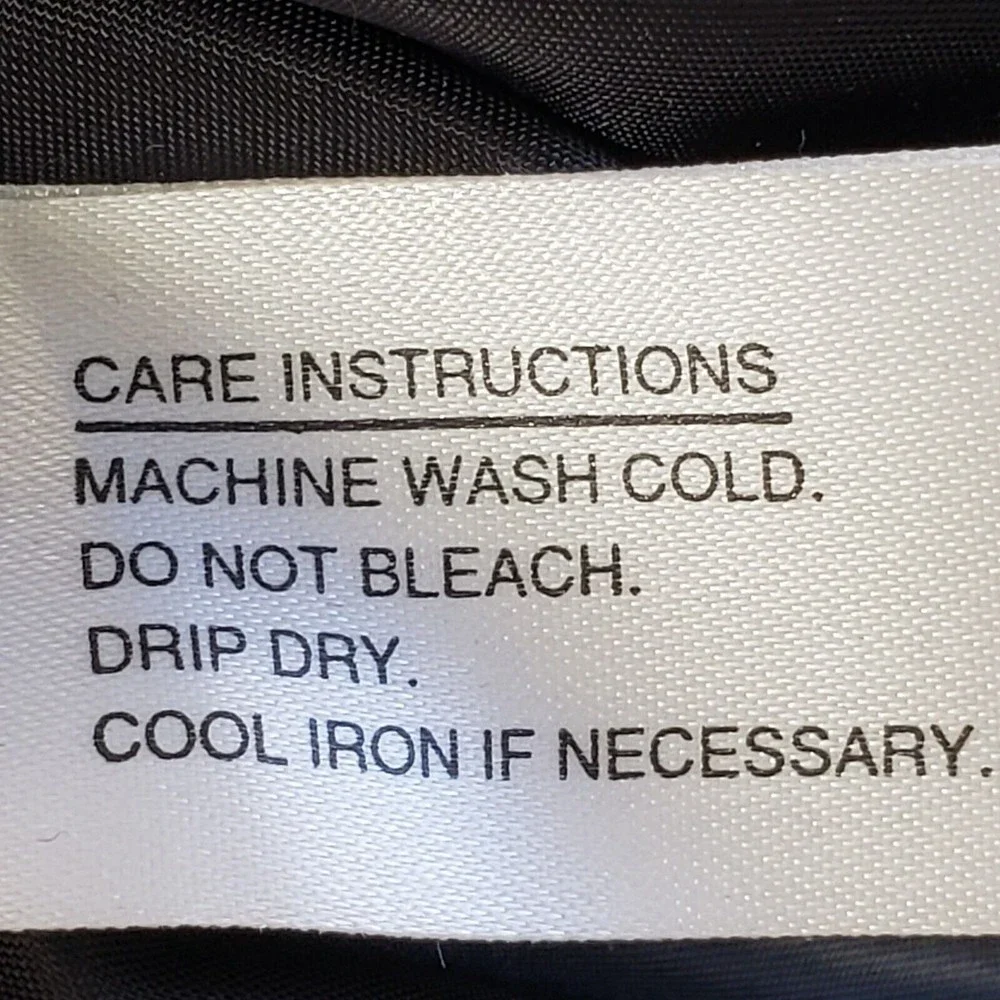 CARE INSTRUCTIONS
MACHINE WASH COLD.
DO NOT BLEACH.
DRIP DRY.
COOL IRON IF NECESSARY.